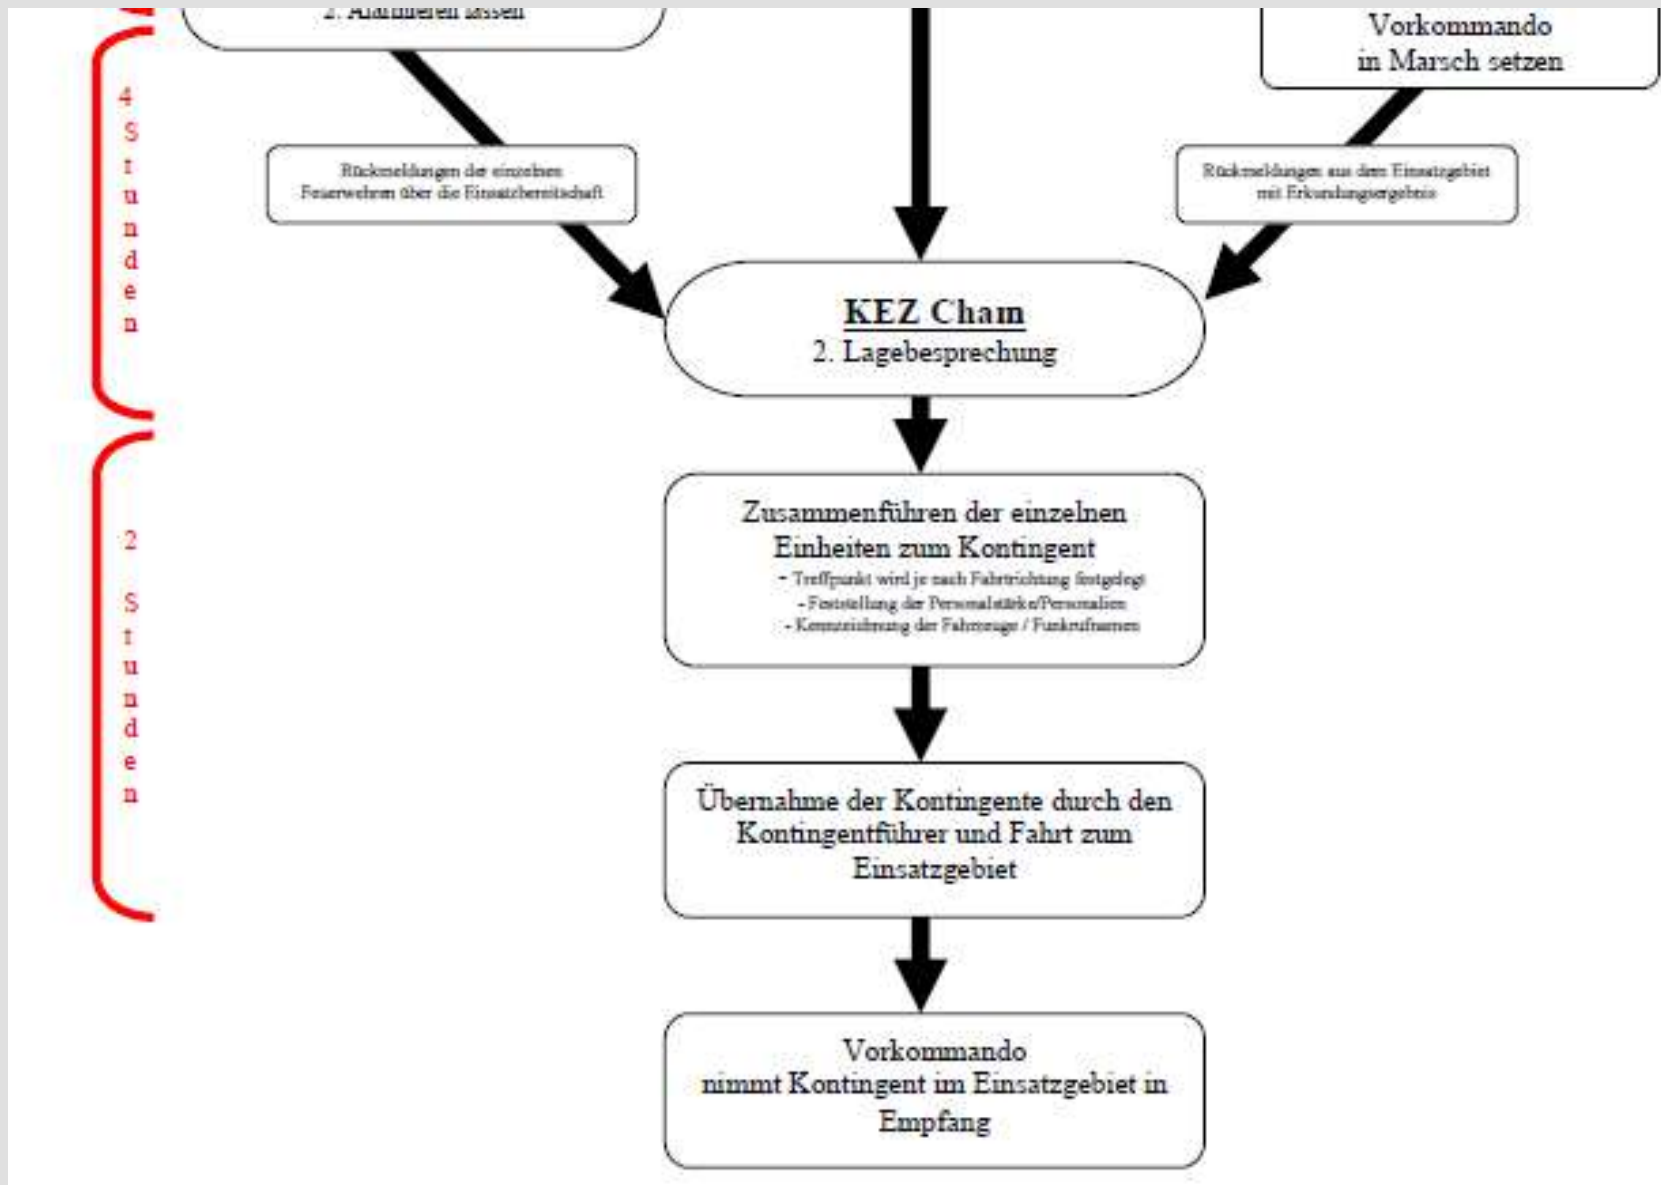 2. Alarmieren lassen
Vorkommando
in Marsch setzen
4
S
t
u
n
d
e
n
Rückmeldungen der einzelnen
Feuerwehren über die Einsatzbereitschaft
Rückmeldungen aus dem Einsatzgebiet
mit Erkundungsergebnis
KEZ Cham
2. Lagebesprechung
2
S
t
u
n
d
e
n
Zusammenführen der einzelnen
Einheiten zum Kontingent
- Treffpunkt wird je nach Fahrtrichtung festgelegt
- Feststellung der Personalstärke/Personalien
- Kennzeichnung der Fahrzeuge / Funkrufnamen
Übernahme der Kontingente durch den
Kontingentführer und Fahrt zum
Einsatzgebiet
Vorkommando
nimmt Kontingent im Einsatzgebiet in
Empfang